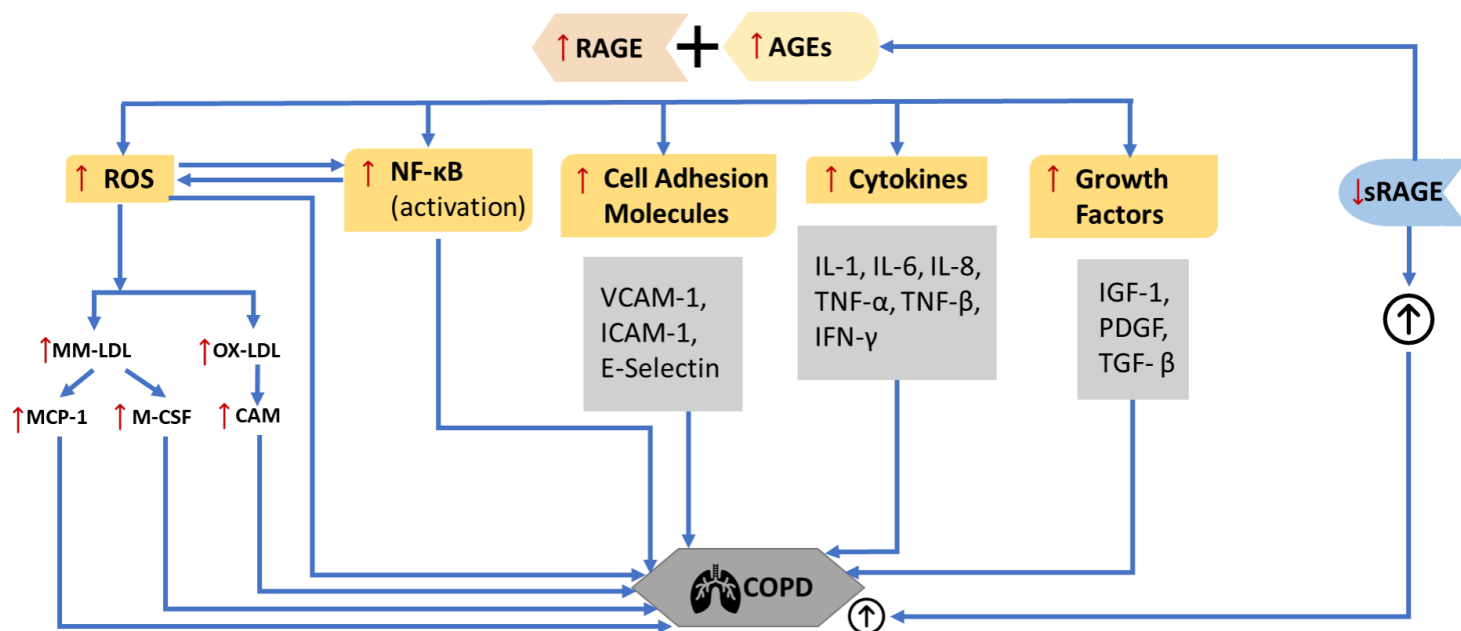 ↑ RAGE + ↑ AGEs
↑ ROS
↑ NF-κB
(activation)
↑ Cell Adhesion
Molecules
↑ Cytokines
↑ Growth
Factors
↓sRAGE
VCAM-1,
ICAM-1,
E-Selectin
IL-1, IL-6, IL-8,
TNF-α, TNF-β,
IFN-γ
IGF-1,
PDGF,
TGF- β
↑MM-LDL
↑OX-LDL
↑MCP-1
↑ M-CSF
↑ CAM
COPD